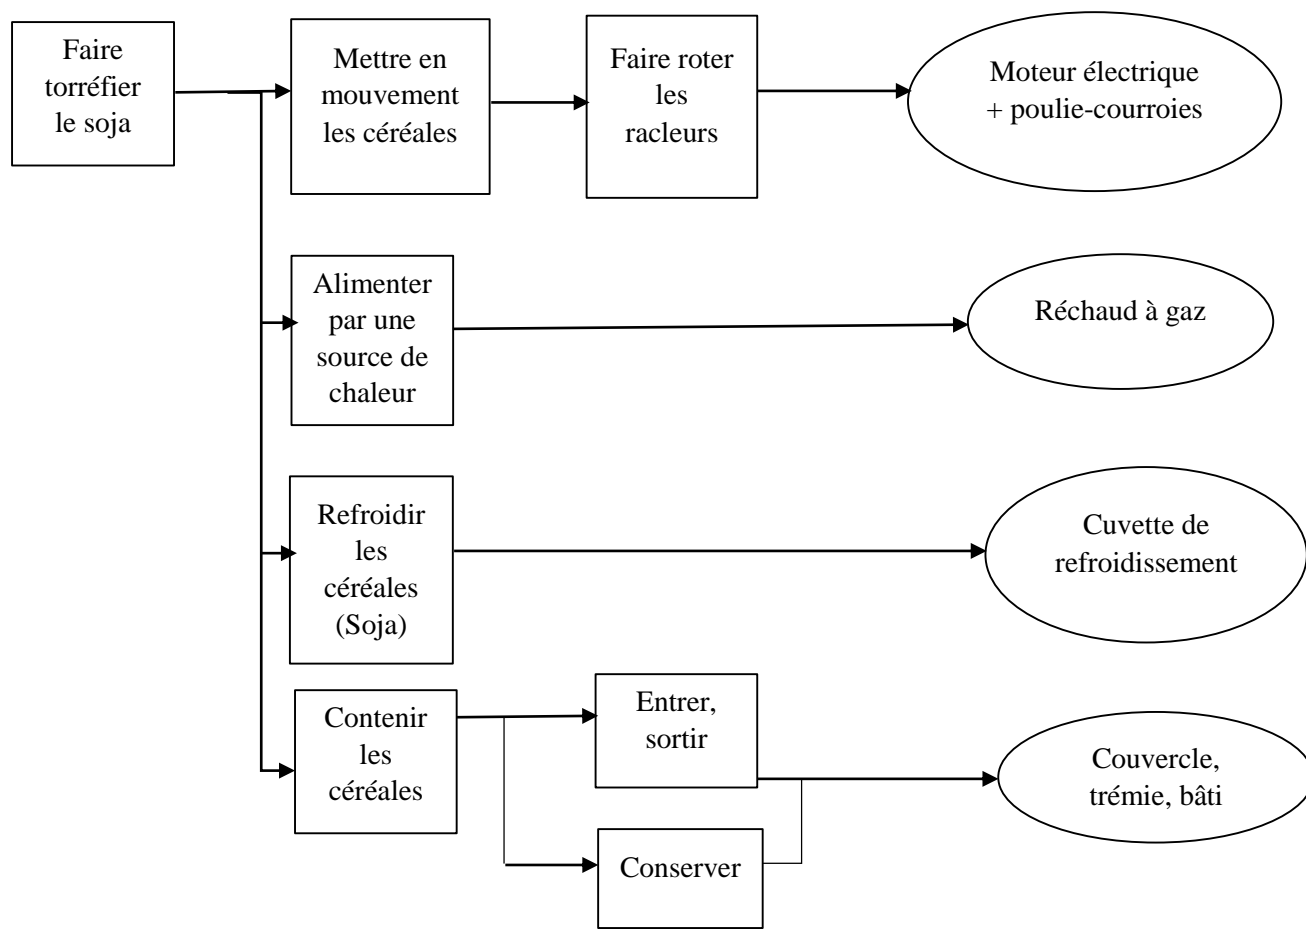 Faire
torréfier
le soja
Mettre en
mouvement
les céréales
Faire roter
les
racleurs
Moteur électrique
+ poulie-courroies
Alimenter
par une
source de
chaleur
Réchaud à gaz
Refroidir
les
céréales
(Soja)
Cuvette de
refroidissement
Contenir
les
céréales
Entrer,
sortir
Conserver
Couvercle,
trémie, bâti